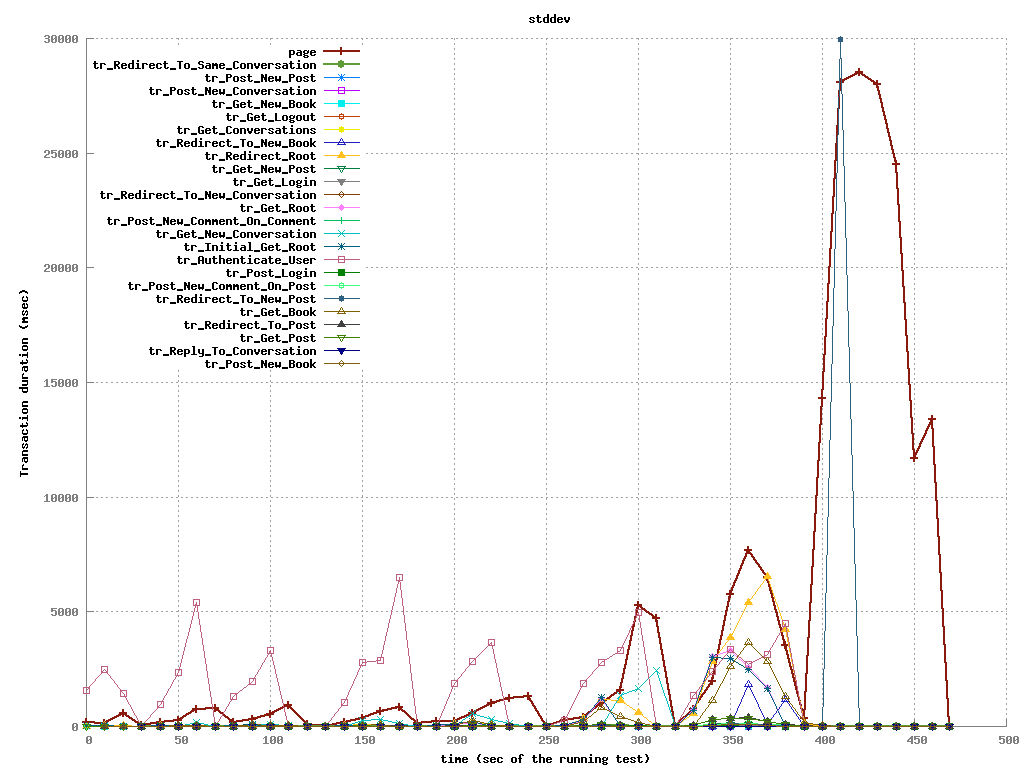 stddev
30000
25000
20000
15000
10000
5000
0
Transaction duration (msec)
page
tr_Redirect_To_Same_Conversation
tr_Post_New_Post
tr_Post_New_Conversation
tr_Get_New_Book
tr_Get_Logout
tr_Get_Conversations
tr_Redirect_To_New_Book
tr_Redirect_Root
tr_Get_New_Post
tr_Get_Login
tr_Redirect_To_New_Conversation
tr_Get_Root
tr_Post_New_Comment_On_Comment
tr_Get_New_Conversation
tr_Initial_Get_Root
tr_Authenticate_User
tr_Post_Login
tr_Post_New_Comment_On_Post
tr_Redirect_To_New_Post
tr_Get_Book
tr_Redirect_To_Post
tr_Get_Post
tr_Reply_To_Conversation
tr_Post_New_Book
0 50 100 150 200 250 300 350 400 450 500
time (sec of the running test)